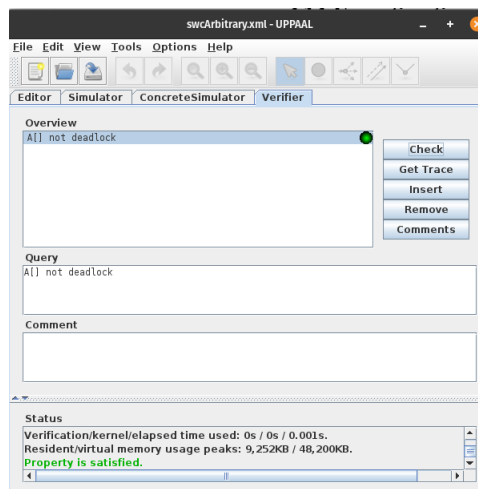 swcArbitrary.xml - UPPAAL
File Edit View Tools Options Help
Editor Simulator ConcreteSimulator Verifier
Overview
A[] not deadlock
Check
Get Trace
Insert
Remove
Comments
Query
A[] not deadlock
Comment
Status
Verification/kernel/elapsed time used: 0s / 0s / 0.001s.
Resident/virtual memory usage peaks: 9,252KB / 48,200KB.
Property is satisfied.